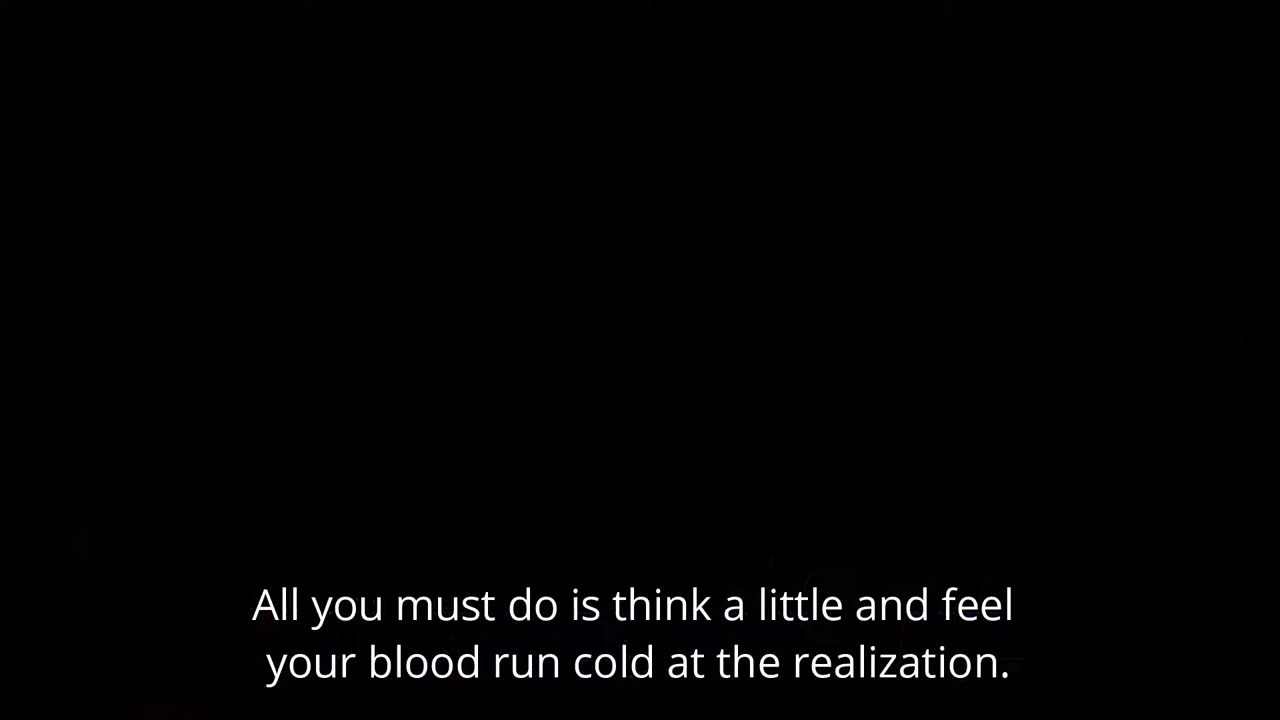 All you must do is think a little and feel
your blood run cold at the realization.